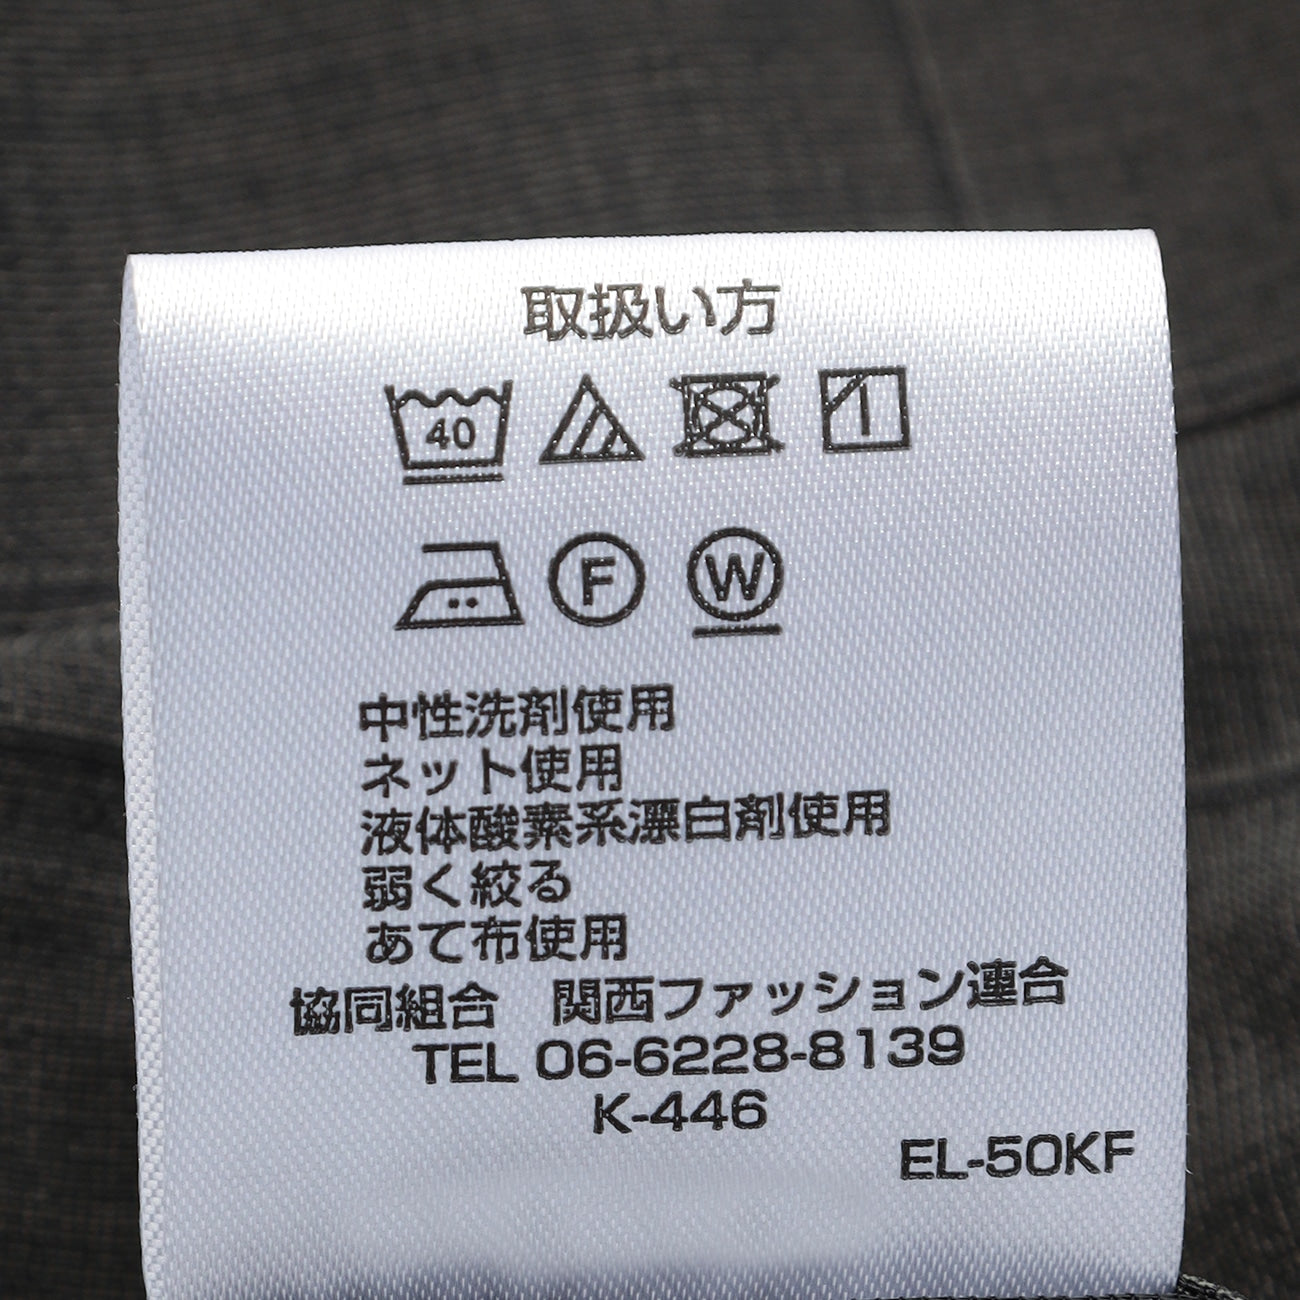 取扱い方
40
F W
中性洗剤使用
ネット使用
液体酸素系漂白剤使用
弱く絞る
あて布使用
協同組合　関西ファッション連合
TEL 06-6228-8139
K-446
EL-50KF